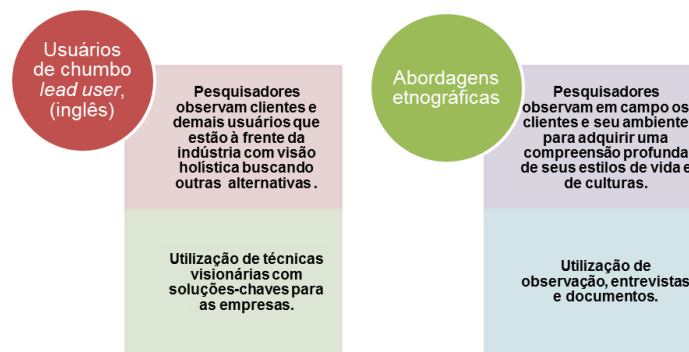 Usuários
de chumbo
lead user,
(inglês)
Pesquisadores
observam clientes e
demais usuários que
estão à frente da
indústria com visão
holística buscando
outras alternativas .
Utilização de técnicas
visionárias com
soluções-chaves para
as empresas.
Abordagens
etnográficas
Pesquisadores
observam em campo os
clientes e seu ambiente
para adquirir uma
compreensão profunda
de seus estilos de vida e
de culturas.
Utilização de
observação, entrevistas
e documentos.